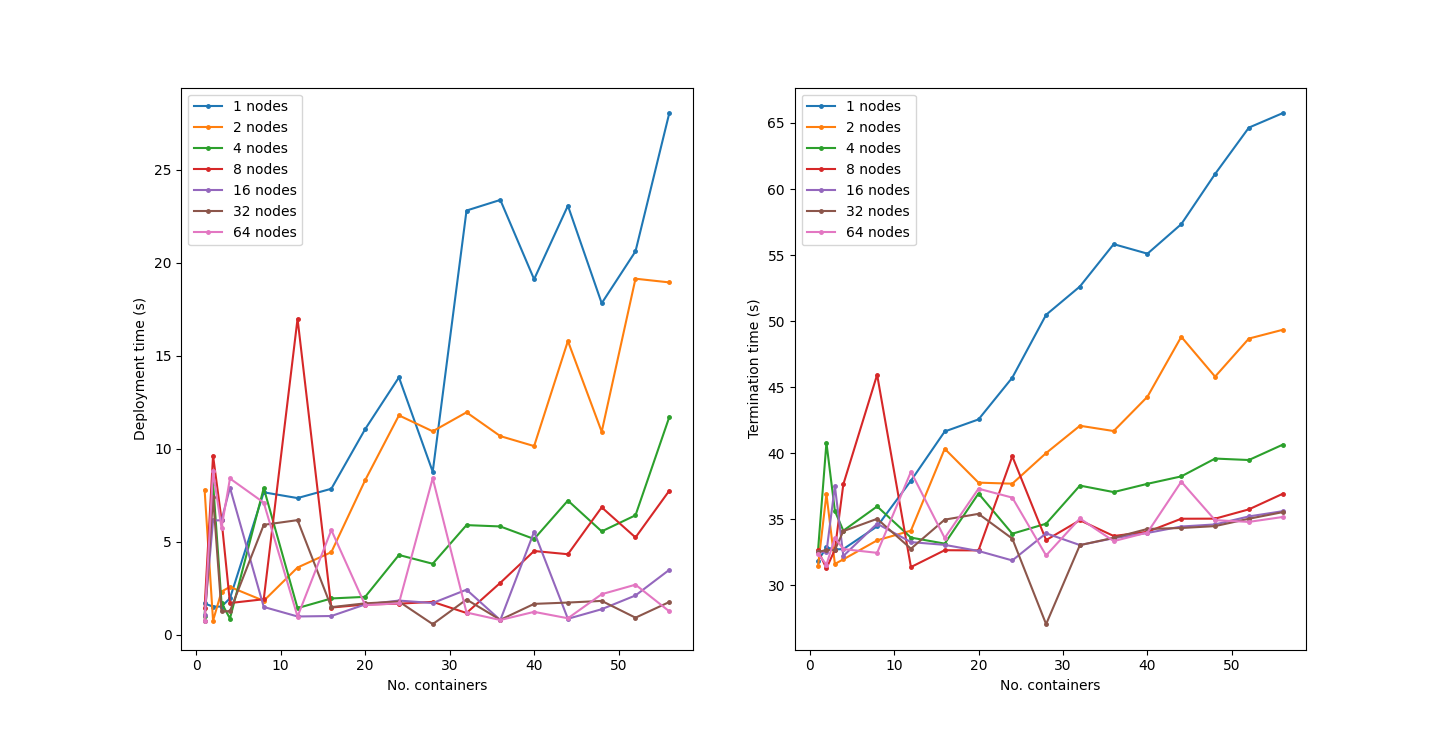 1 nodes
2 nodes
4 nodes
8 nodes
16 nodes
32 nodes
64 nodes
25
20
15
10
5
0
Deployment time (s)
0 10 20 30 40 50
No. containers
1 nodes
2 nodes
4 nodes
8 nodes
16 nodes
32 nodes
64 nodes
65
60
55
50
45
40
35
30
Termination time (s)
0 10 20 30 40 50
No. containers